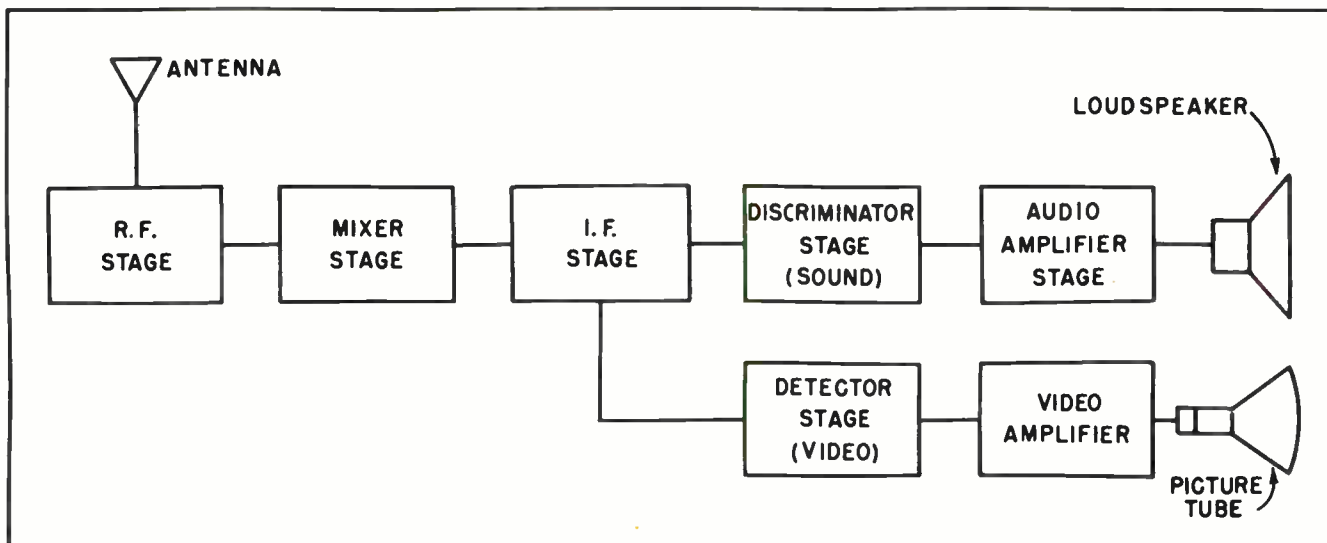 ANTENNA
LOUDSPEAKER
R.F.
STAGE
MIXER
STAGE
I.F.
STAGE
DISCRIMINATOR
STAGE
(SOUND)
AUDIO
AMPLIFIER
STAGE
DETECTOR
STAGE
(VIDEO)
VIDEO
AMPLIFIER
PICTURE
TUBE